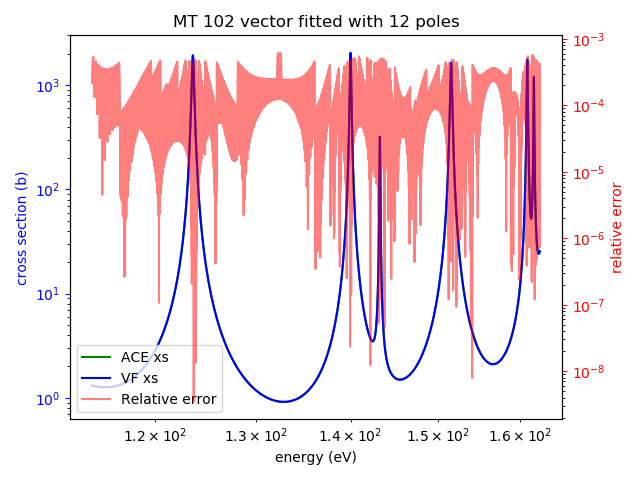 MT 102 vector fitted with 12 poles
cross section (b)
10³
10²
10¹
10⁰
10⁻³
10⁻⁴
10⁻⁵
10⁻⁶
10⁻⁷
10⁻⁸
relative error
ACE xs
VF xs
Relative error
1.2 × 10² 1.3 × 10² 1.4 × 10² 1.5 × 10² 1.6 × 10²
energy (eV)